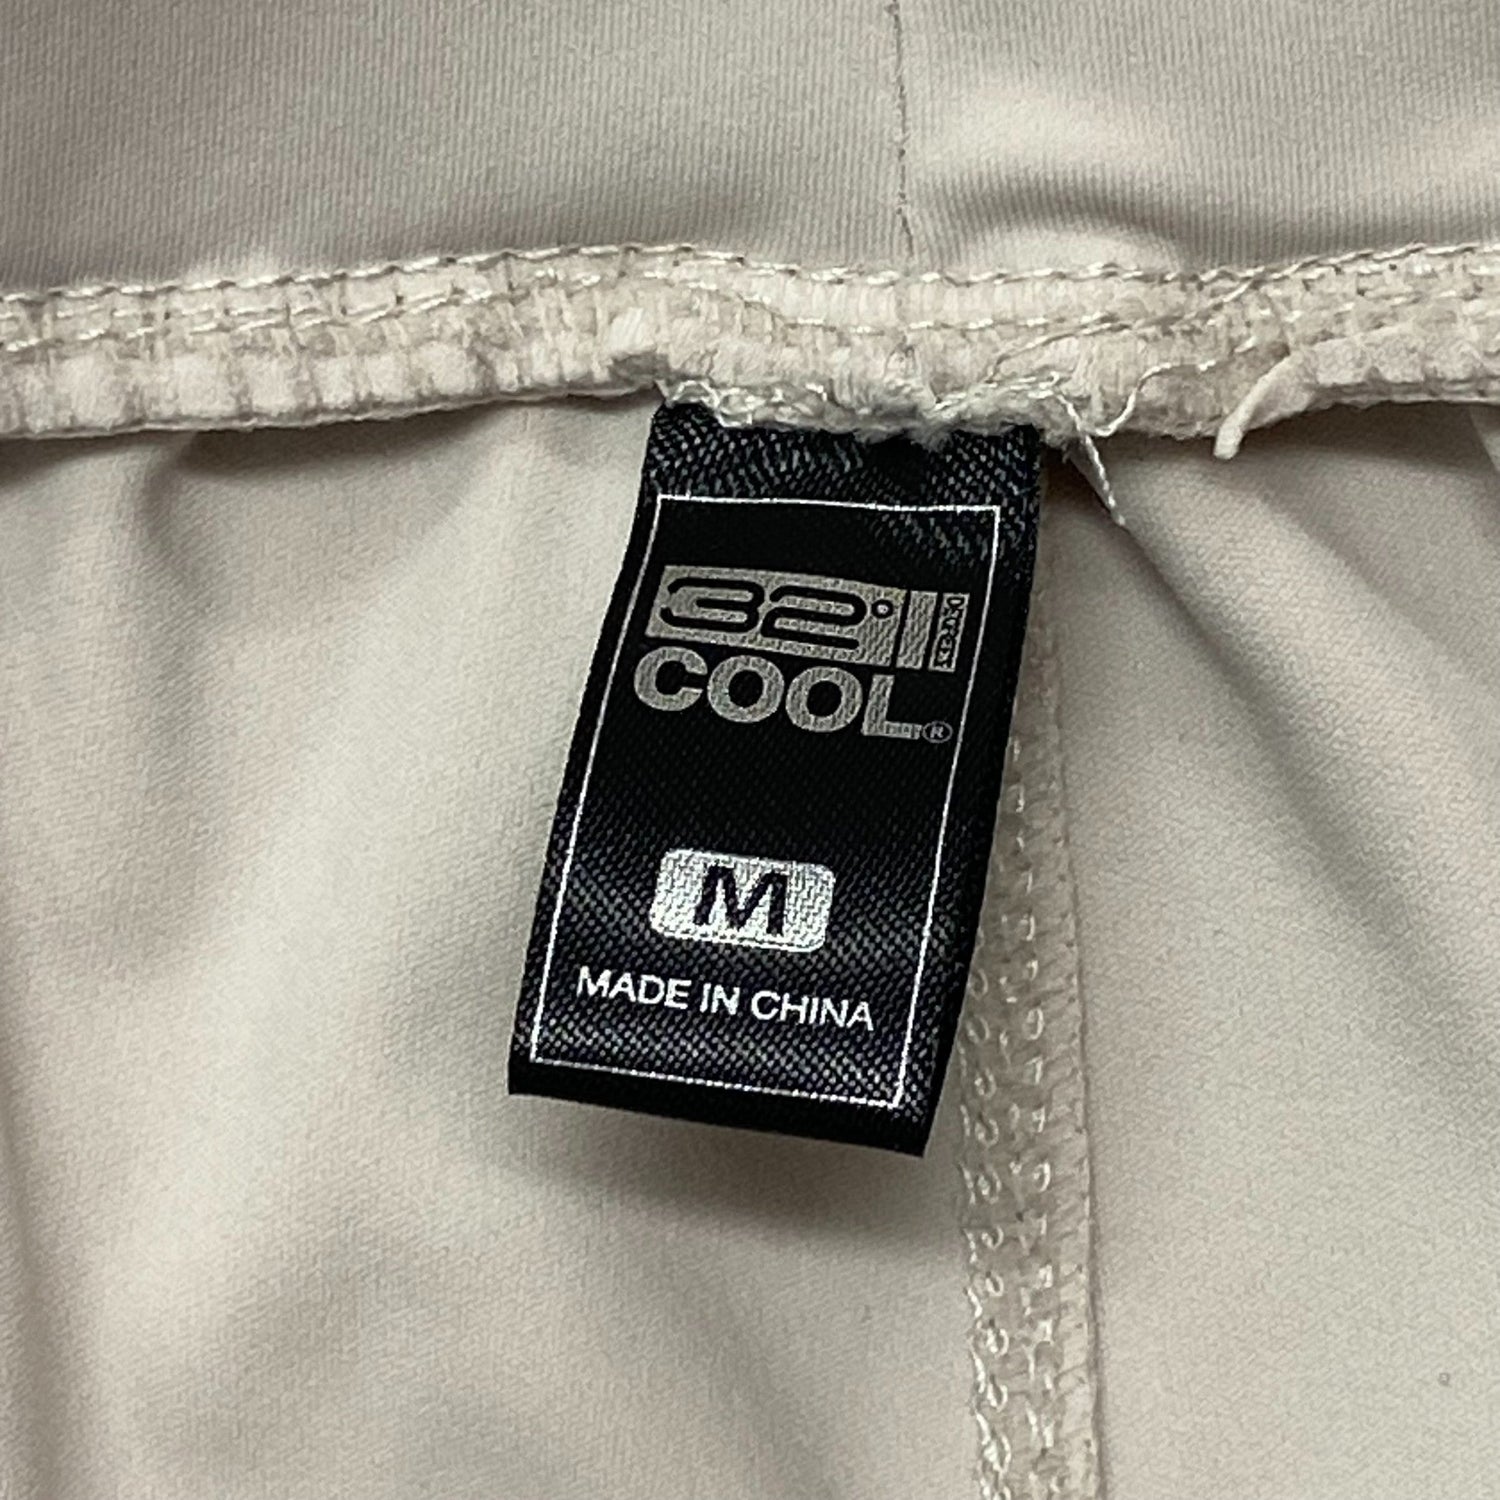 32° DEGREES
COOL®
M
MADE IN CHINA